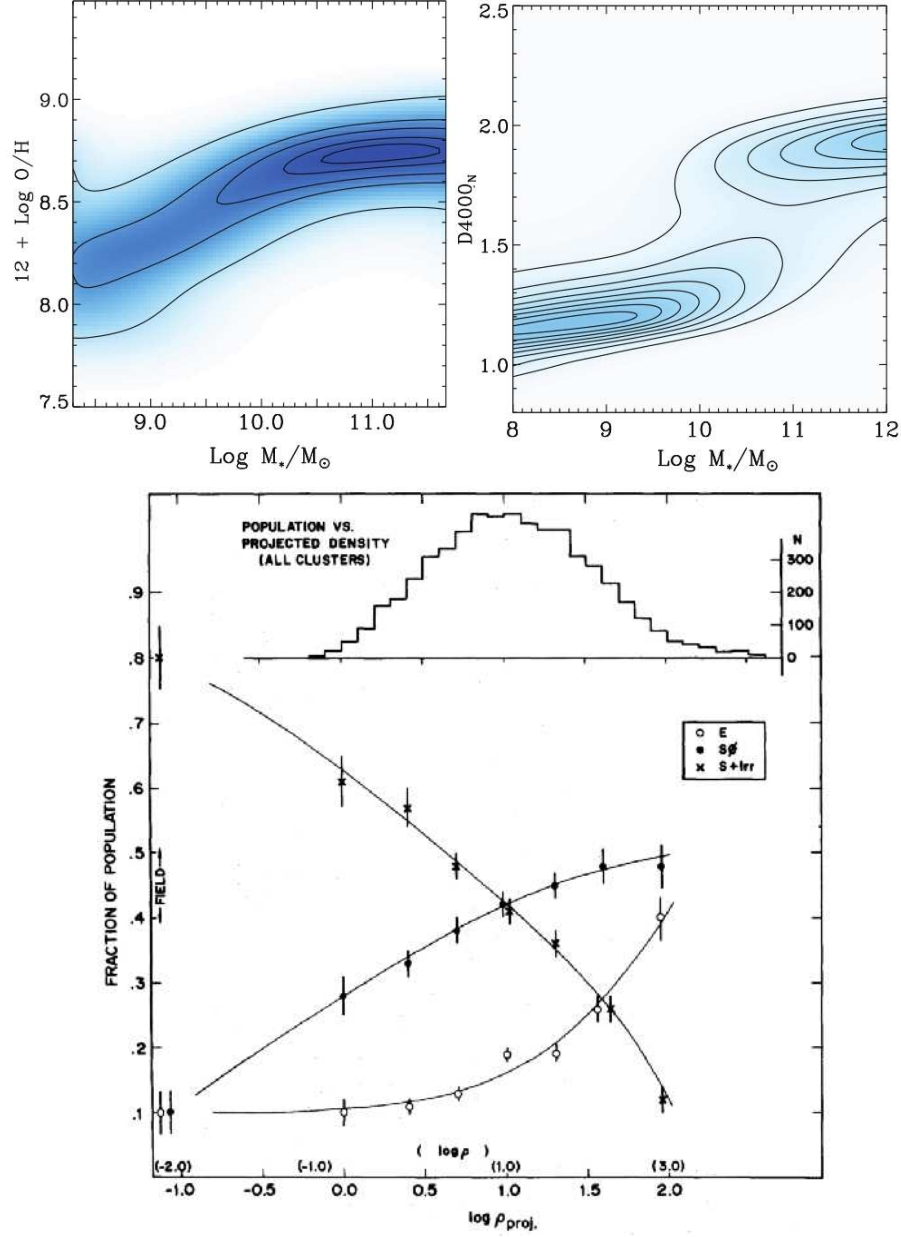 12 + Log O/H
9.0
8.5
8.0
7.5
9.0 10.0 11.0
Log M*/M⊙
D4000N
2.5
2.0
1.5
1.0
8 9 10 11 12
Log M*/M⊙
POPULATION VS.
PROJECTED DENSITY
(ALL CLUSTERS)
N
300
200
100
0
FRACTION OF POPULATION
.9
.8
.7
.6
.5
.4
.3
.2
.1
FIELD
E
SØ
S+Irr
( log ρ )
(-2.0) (-1.0) (1.0) (3.0)
-1.0 -0.5 0.0 0.5 1.0 1.5 2.0
log ρproj.